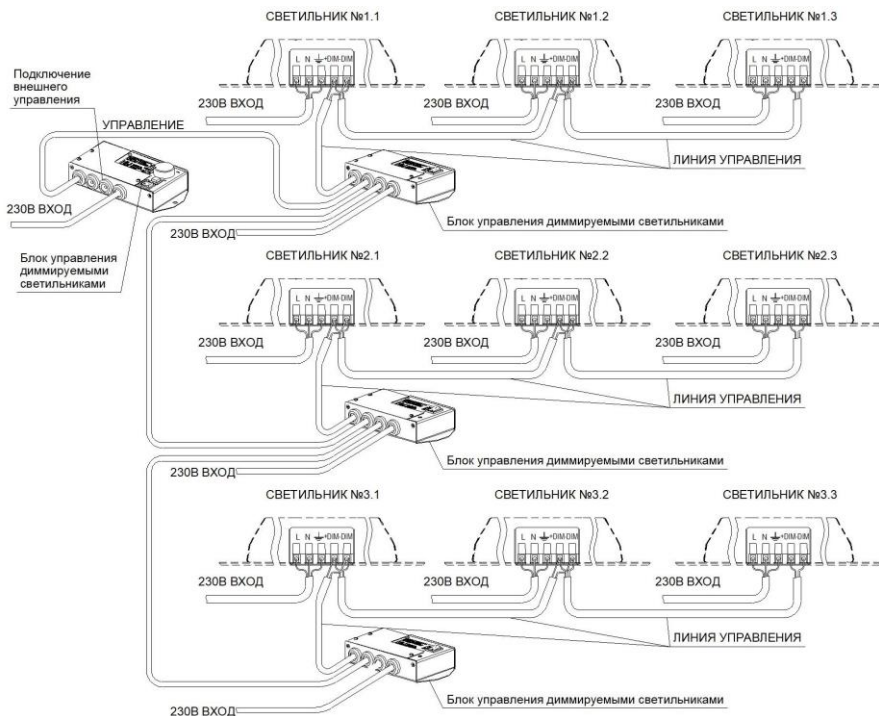 СВЕТИЛЬНИК №1.1
СВЕТИЛЬНИК №1.2
СВЕТИЛЬНИК №1.3
L N +DIM-DIM
L N +DIM-DIM
L N +DIM-DIM
Подключение
внешнего
управления
230В ВХОД
230В ВХОД
230В ВХОД
УПРАВЛЕНИЕ
ЛИНИЯ УПРАВЛЕНИЯ
230В ВХОД
230В ВХОД
Блок управления диммируемыми светильниками
Блок управления
диммируемыми
светильниками
СВЕТИЛЬНИК №2.1
СВЕТИЛЬНИК №2.2
СВЕТИЛЬНИК №2.3
L N +DIM-DIM
L N +DIM-DIM
L N +DIM-DIM
230В ВХОД
230В ВХОД
230В ВХОД
ЛИНИЯ УПРАВЛЕНИЯ
Блок управления диммируемыми светильниками
230В ВХОД
СВЕТИЛЬНИК №3.1
СВЕТИЛЬНИК №3.2
СВЕТИЛЬНИК №3.3
L N +DIM-DIM
L N +DIM-DIM
L N +DIM-DIM
230В ВХОД
230В ВХОД
230В ВХОД
ЛИНИЯ УПРАВЛЕНИЯ
Блок управления диммируемыми светильниками
230В ВХОД